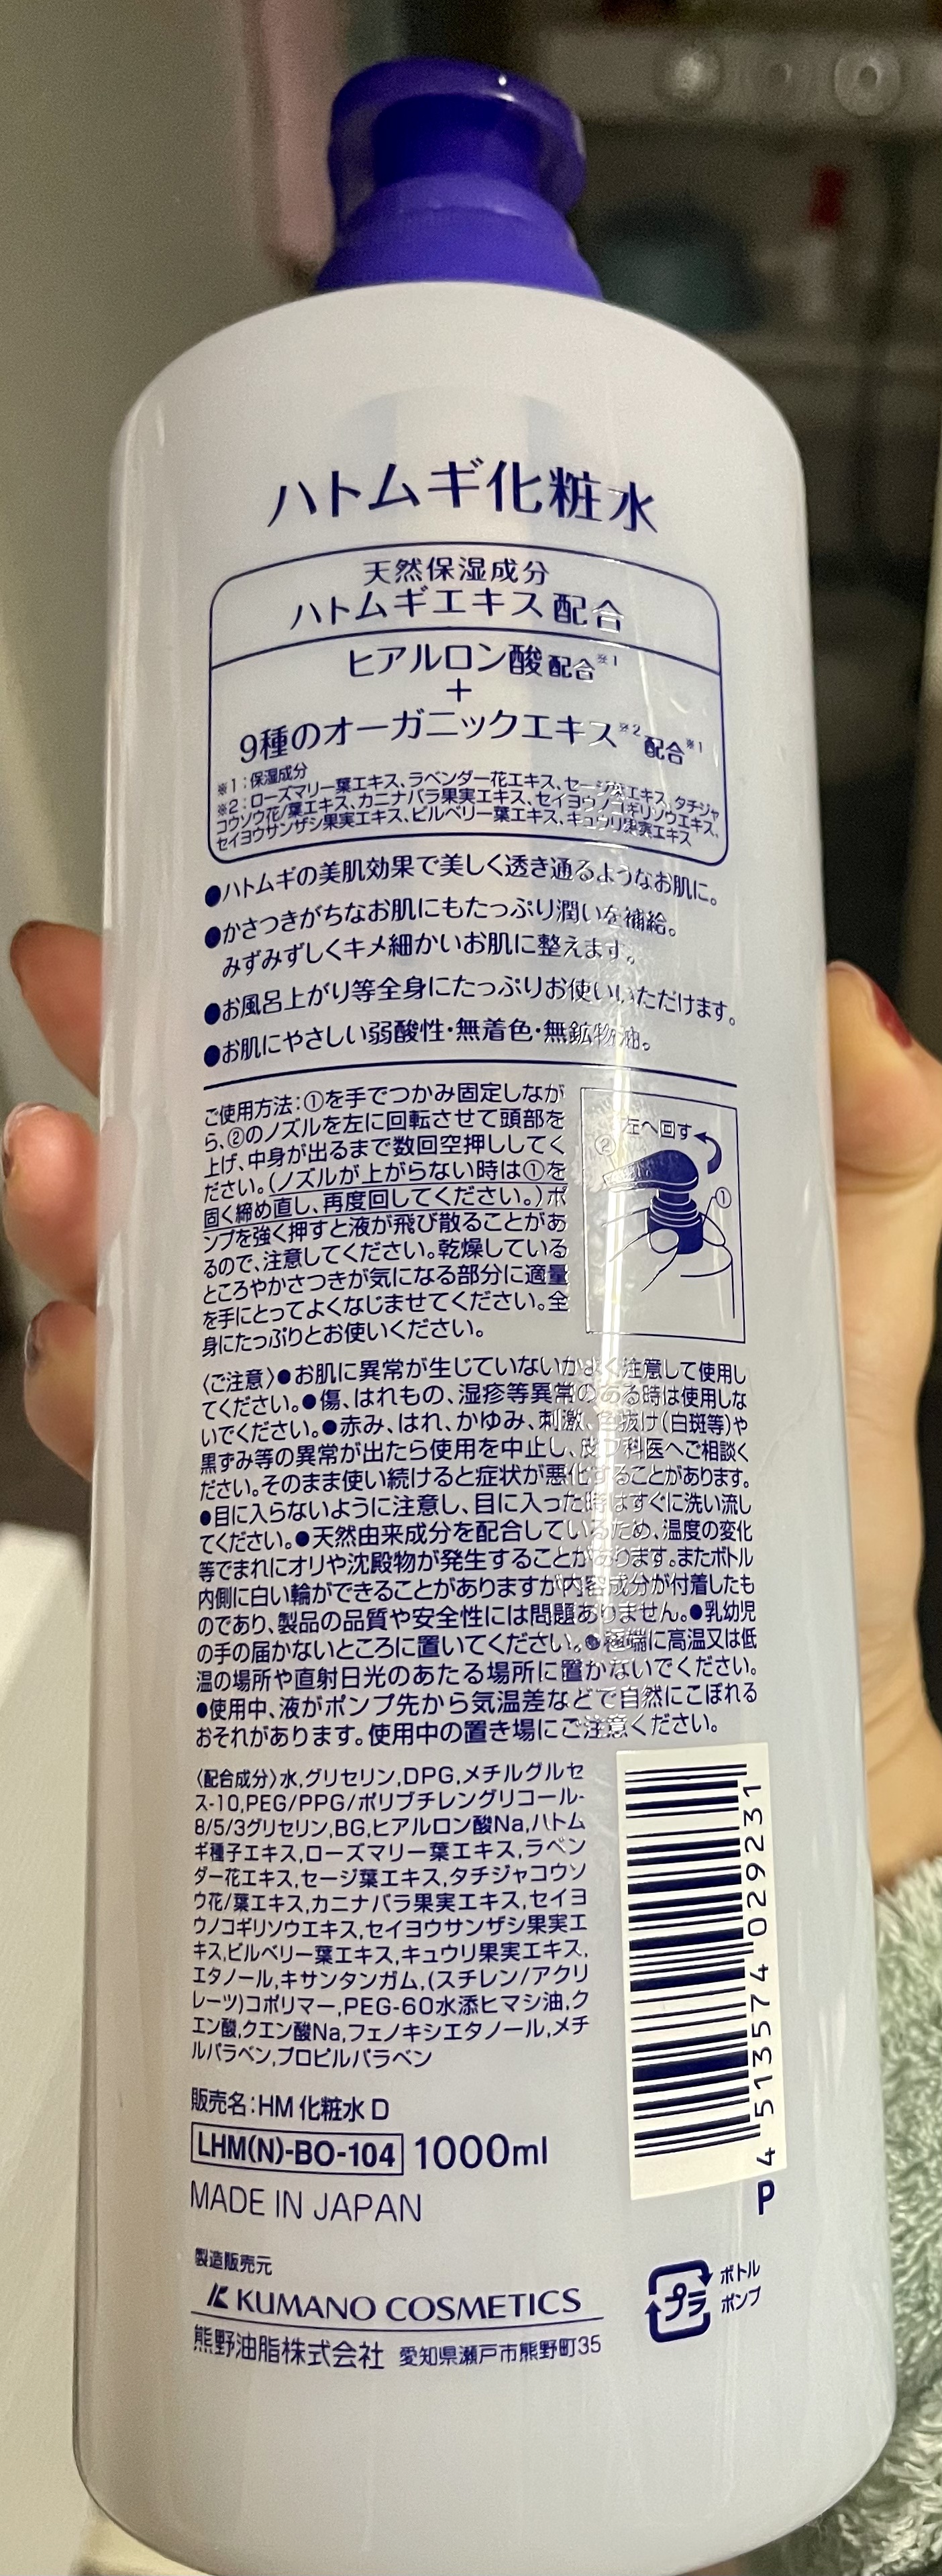 ハトムギ化粧水
天然保湿成分
ハトムギエキス配合
ヒアルロン酸配合※1
+
9種のオーガニックエキス※2配合※1
※1:保湿成分
※2:ローズマリー葉エキス、ラベンダー花エキス、セージ葉エキス、タチジャ
コウソウ花/葉エキス、カニナバラ果実エキス、セイヨウノコギリソウエキス、
セイヨウサンザシ果実エキス、ビルベリー葉エキス、キュウリ果実エキス
●ハトムギの美肌効果で美しく透き通るようなお肌に。
●かさつきがちなお肌にもたっぷり潤いを補給。
みずみずしくキメ細かいお肌に整えます。
●お風呂上がり等全身にたっぷりお使いいただけます。
●お肌にやさしい弱酸性・無着色・無鉱物油。
ご使用方法:①を手でつかみ固定しなが
ら、②のノズルを左に回転させて頭部を
上げ、中身が出るまで数回空押ししてく
ださい。(ノズルが上がらない時は①を
固く締め直し、再度回してください。)ポ
ンプを強く押すと液が飛び散ることがあ
るので、注意してください。乾燥している
ところやかさつきが気になる部分に適量
を手にとってよくなじませてください。全
身にたっぷりとお使いください。
左へ回す
②
①
〈ご注意〉●お肌に異常が生じていないかよく注意して使用し
てください。●傷、はれもの、湿疹等異常のある時は使用しな
いでください。●赤み、はれ、かゆみ、刺激、色抜け(白斑等)や
黒ずみ等の異常が出たら使用を中止し、皮フ科医へご相談く
ださい。そのまま使い続けると症状が悪化することがあります。
●目に入らないように注意し、目に入った時はすぐに洗い流し
てください。●天然由来成分を配合しているため、温度の変化
等でまれにオリや沈殿物が発生することがあります。またボトル
内側に白い輪ができることがありますが内容成分が付着したも
のであり、製品の品質や安全性には問題ありません。●乳幼児
の手の届かないところに置いてください。●極端に高温又は低
温の場所や直射日光のあたる場所に置かないでください。
●使用中、液がポンプ先から気温差などで自然にこぼれる
おそれがあります。使用中の置き場にご注意ください。
〈配合成分〉水,グリセリン,DPG,メチルグルセ
ス-10,PEG/PPG/ポリブチレングリコール-
8/5/3グリセリン,BG,ヒアルロン酸Na,ハトム
ギ種子エキス,ローズマリー葉エキス,ラベン
ダー花エキス,セージ葉エキス,タチジャコウソ
ウ花/葉エキス,カニナバラ果実エキス,セイヨ
ウノコギリソウエキス,セイヨウサンザシ果実エ
キス,ビルベリー葉エキス,キュウリ果実エキス,
エタノール,キサンタンガム,(スチレン/アクリ
レーツ)コポリマー,PEG-60水添ヒマシ油,ク
エン酸,クエン酸Na,フェノキシエタノール,メチ
ルパラベン,プロピルパラベン
販売名:HM 化粧水 D
LHM(N)-BO-104 1000ml
MADE IN JAPAN
4 513574 029231
P
製造販売元
KUMANO COSMETICS
熊野油脂株式会社 愛知県瀬戸市熊野町35
プラ
ボトル
ポンプ